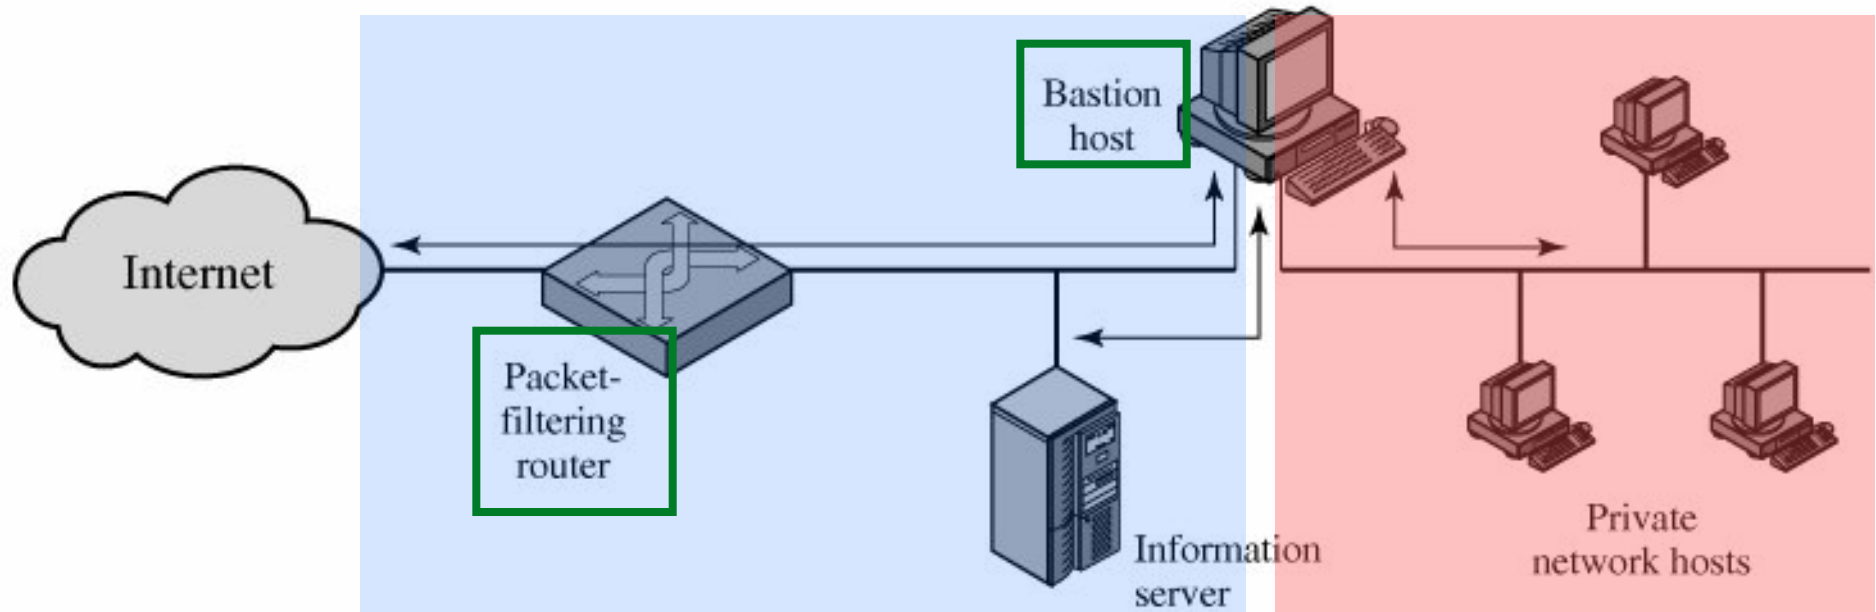 Bastion
host
Internet
Packet-
filtering
router
Information
server
Private
network hosts